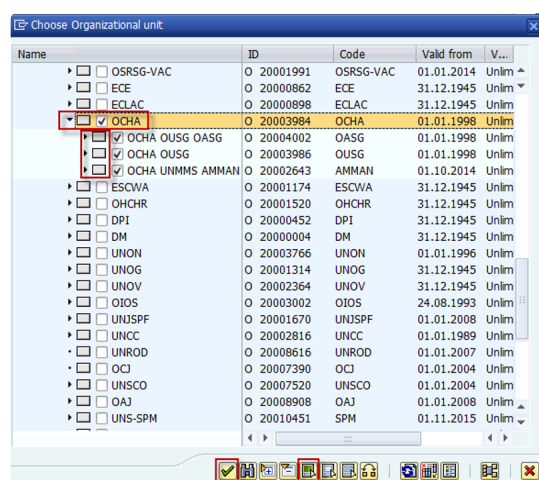 Choose Organizational unit
Name ID Code Valid from V...
OSRSG-VAC O 20001991 OSRSG-VAC 01.01.2014 Unlim
ECE O 20000862 ECE 31.12.1945 Unlim
ECLAC O 20000898 ECLAC 31.12.1945 Unlim
OCHA O 20003984 OCHA 01.01.1998 Unlim
OCHA OUSG OASG O 20004002 OASG 01.01.1998 Unlim
OCHA OUSG O 20003986 OUSG 01.01.1998 Unlim
OCHA UNMMS AMMAN O 20002643 AMMAN 01.10.2014 Unlim
ESCWA O 20001174 ESCWA 31.12.1945 Unlim
OHCHR O 20001520 OHCHR 31.12.1945 Unlim
DPI O 20000452 DPI 31.12.1945 Unlim
DM O 20000004 DM 31.12.1945 Unlim
UNON O 20003766 UNON 01.01.1996 Unlim
UNOG O 20001314 UNOG 31.12.1945 Unlim
UNOV O 20002364 UNOV 31.12.1945 Unlim
OIOS O 20003002 OIOS 24.08.1993 Unlim
UNJSPF O 20001670 UNJSPF 01.01.2008 Unlim
UNCC O 20002816 UNCC 01.01.1989 Unlim
UNROD O 20008616 UNROD 01.01.2007 Unlim
OCJ O 20007390 OCJ 01.01.2004 Unlim
UNSCO O 20007520 UNSCO 01.01.2004 Unlim
OAJ O 20008908 OAJ 01.01.2008 Unlim
UNS-SPM O 20010451 SPM 01.11.2015 Unlim